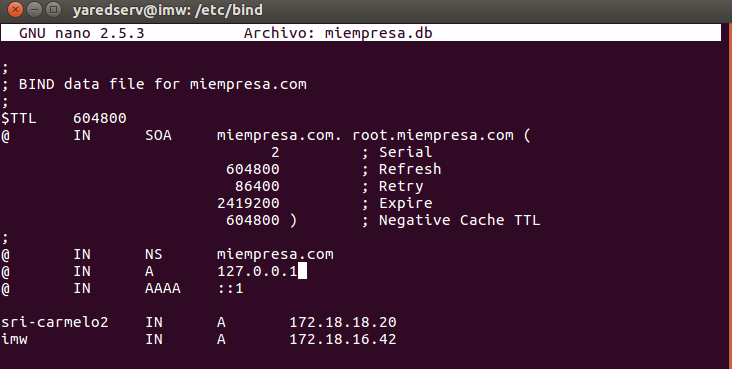 yaredserv@imw: /etc/bind
GNU nano 2.5.3 Archivo: miempresa.db
;
; BIND data file for miempresa.com
;
$TTL 604800
@ IN SOA miempresa.com. root.miempresa.com (
2 ; Serial
604800 ; Refresh
86400 ; Retry
2419200 ; Expire
604800 ) ; Negative Cache TTL
;
@ IN NS miempresa.com
@ IN A 127.0.0.1
@ IN AAAA ::1
sri-carmelo2 IN A 172.18.18.20
imw IN A 172.18.16.42